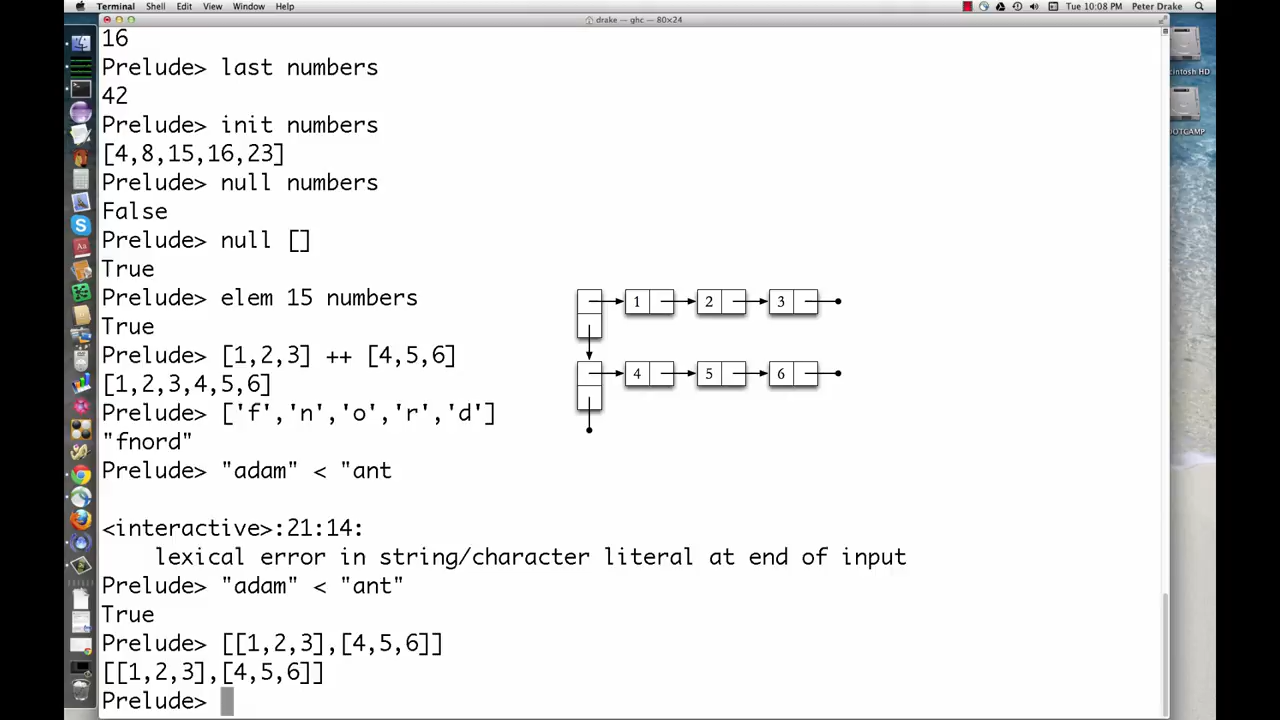 Terminal Shell Edit View Window Help
Tue 10:08 PM Peter Drake
drake — ghc — 80×24
16
Prelude> last numbers
42
Prelude> init numbers
[4,8,15,16,23]
Prelude> null numbers
False
Prelude> null []
True
Prelude> elem 15 numbers
True
Prelude> [1,2,3] ++ [4,5,6]
[1,2,3,4,5,6]
Prelude> ['f','n','o','r','d']
"fnord"
Prelude> "adam" < "ant
<interactive>:21:14:
lexical error in string/character literal at end of input
Prelude> "adam" < "ant"
True
Prelude> [[1,2,3],[4,5,6]]
[[1,2,3],[4,5,6]]
Prelude>
1 2 3
4 5 6
cintosh HD
OOTCAMP